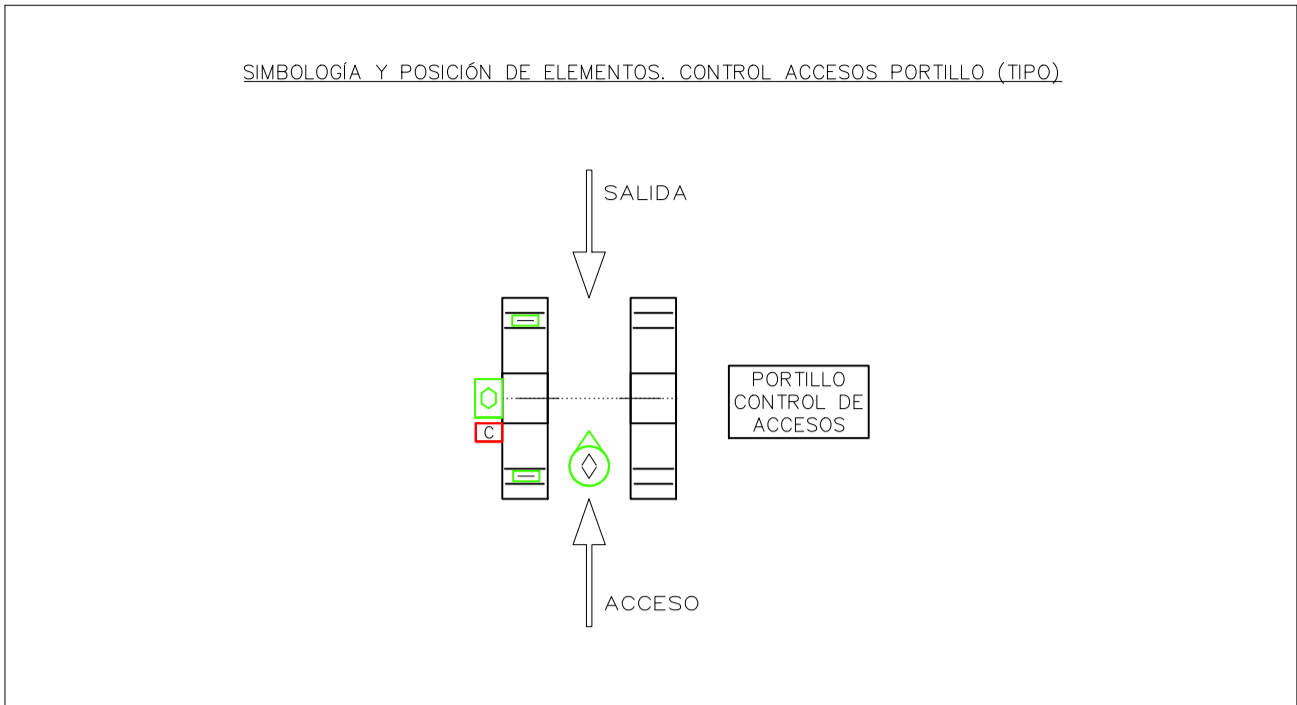 SIMBOLOGÍA Y POSICIÓN DE ELEMENTOS. CONTROL ACCESOS PORTILLO (TIPO)
SALIDA
PORTILLO
CONTROL DE
ACCESOS
C
ACCESO